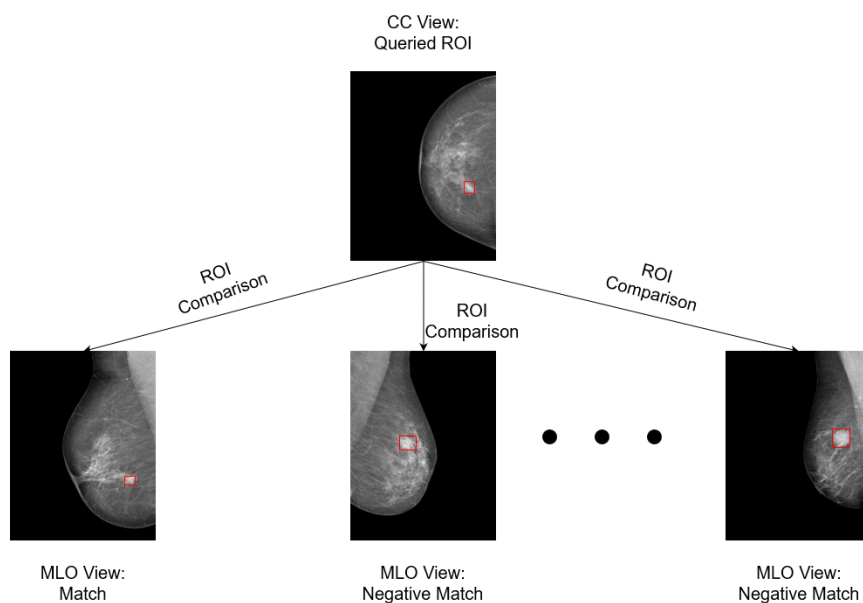 CC View:
Queried ROI
ROI
Comparison
ROI
Comparison
ROI
Comparison
MLO View:
Match
MLO View:
Negative Match
MLO View:
Negative Match